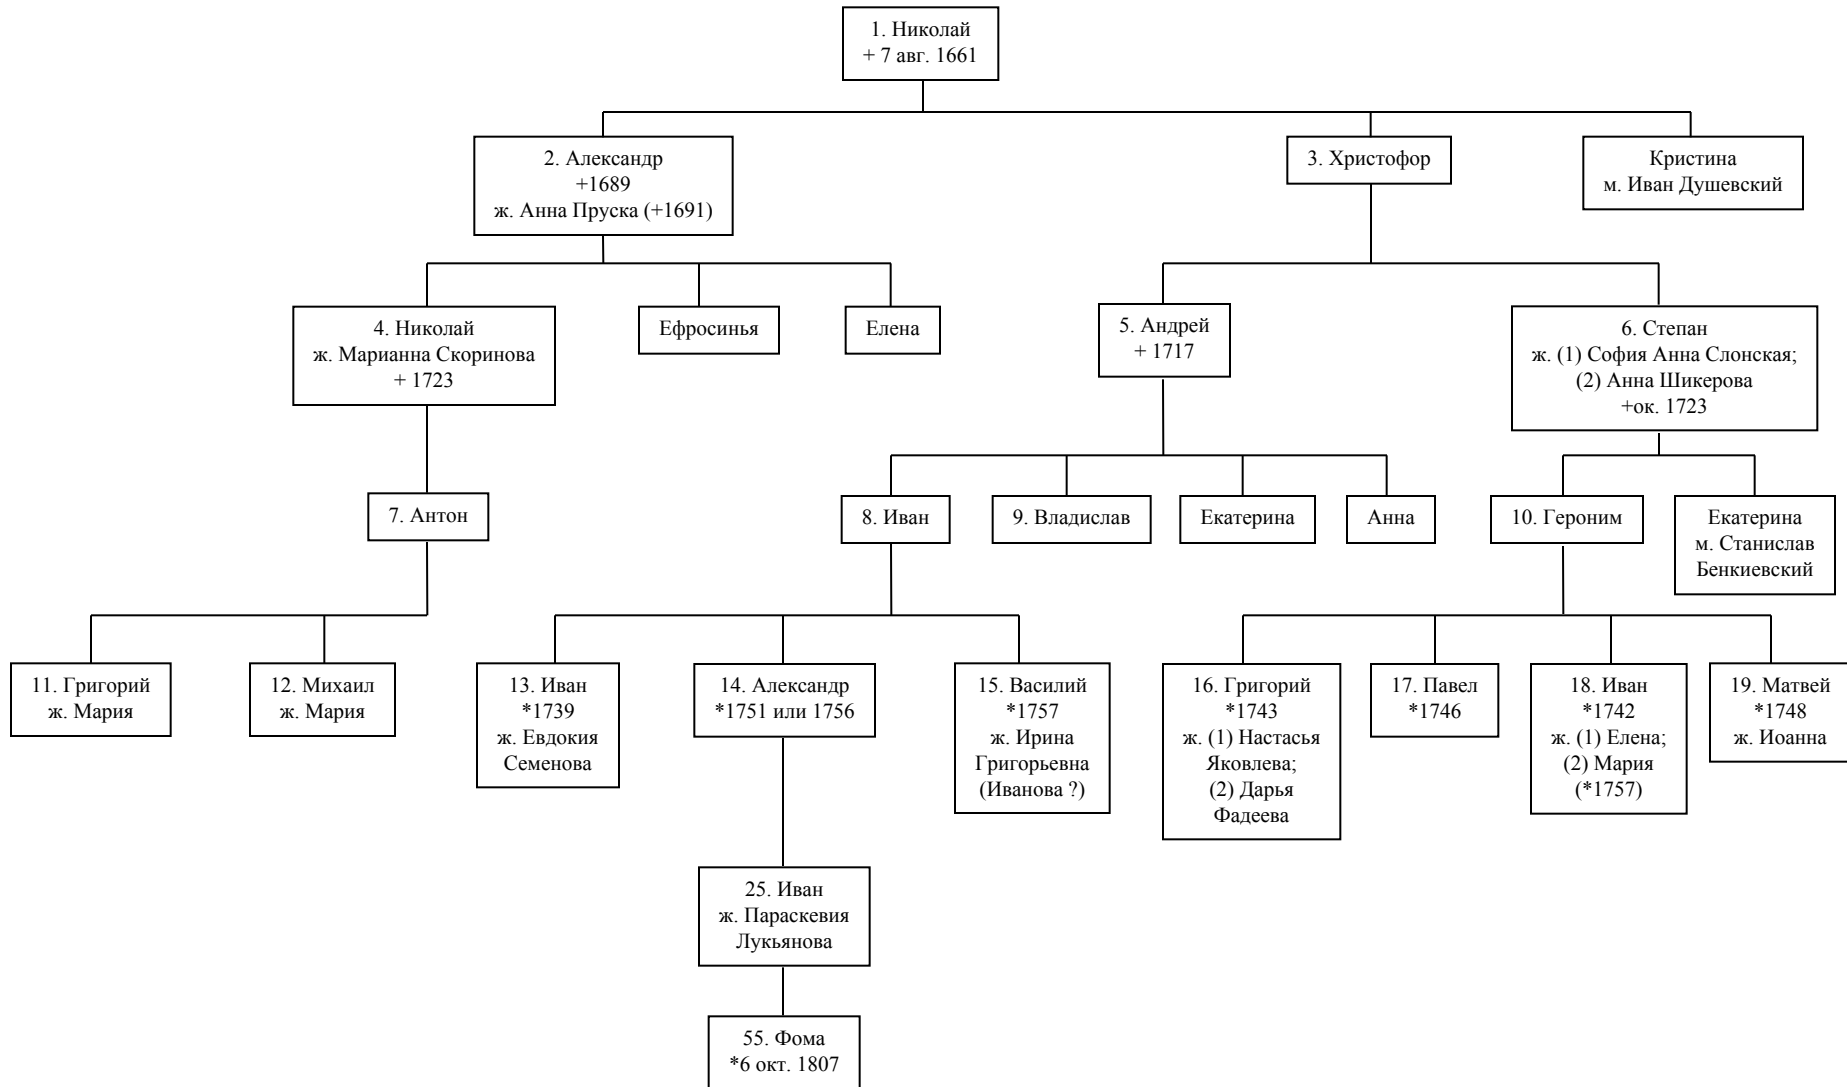 1. Николай
+ 7 авг. 1661
2. Александр
+1689
ж. Анна Пруска (+1691)
3. Христофор
Кристина
м. Иван Душевский
4. Николай
ж. Марианна Скоринова
+ 1723
Ефросинья
Елена
5. Андрей
+ 1717
6. Степан
ж. (1) София Анна Слонская;
(2) Анна Шикерова
+ок. 1723
7. Антон
8. Иван
9. Владислав
Екатерина
Анна
10. Героним
Екатерина
м. Станислав
Бенкиевский
11. Григорий
ж. Мария
12. Михаил
ж. Мария
13. Иван
*1739
ж. Евдокия
Семенова
14. Александр
*1751 или 1756
15. Василий
*1757
ж. Ирина
Григорьевна
(Иванова ?)
16. Григорий
*1743
ж. (1) Настасья
Яковлева;
(2) Дарья
Фадеева
17. Павел
*1746
18. Иван
*1742
ж. (1) Елена;
(2) Мария
(*1757)
19. Матвей
*1748
ж. Иоанна
25. Иван
ж. Параскевия
Лукьянова
55. Фома
*6 окт. 1807